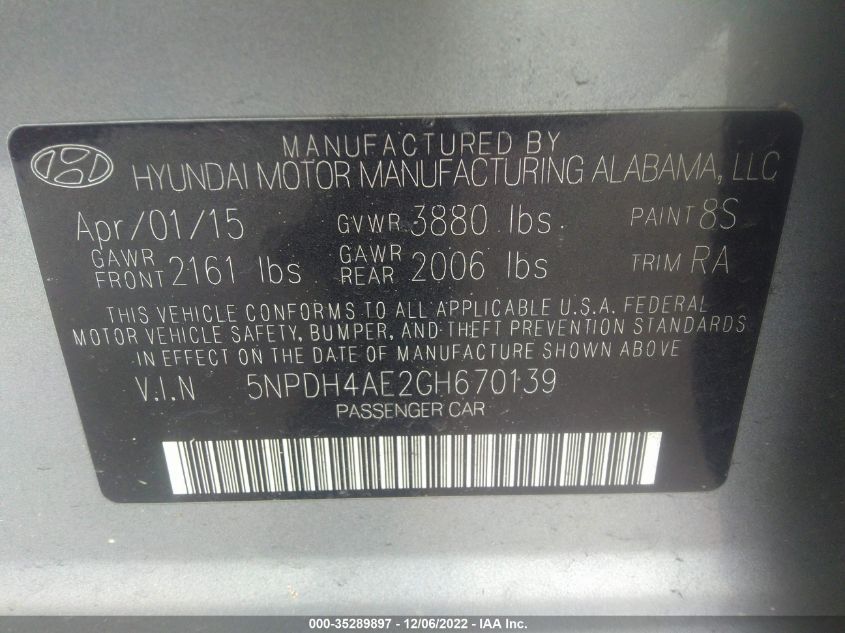 MANUFACTURED BY
HYUNDAI MOTOR MANUFACTURING ALABAMA, LLC
Apr/01/15 GVWR 3880 lbs PAINT 8S
GAWR FRONT 2161 lbs GAWR REAR 2006 lbs TRIM RA
THIS VEHICLE CONFORMS TO ALL APPLICABLE U.S.A. FEDERAL
MOTOR VEHICLE SAFETY, BUMPER, AND THEFT PREVENTION STANDARDS
IN EFFECT ON THE DATE OF MANUFACTURE SHOWN ABOVE
V.I.N 5NPDH4AE2GH670139
PASSENGER CAR
000-35289897 - 12/06/2022 - IAA Inc.